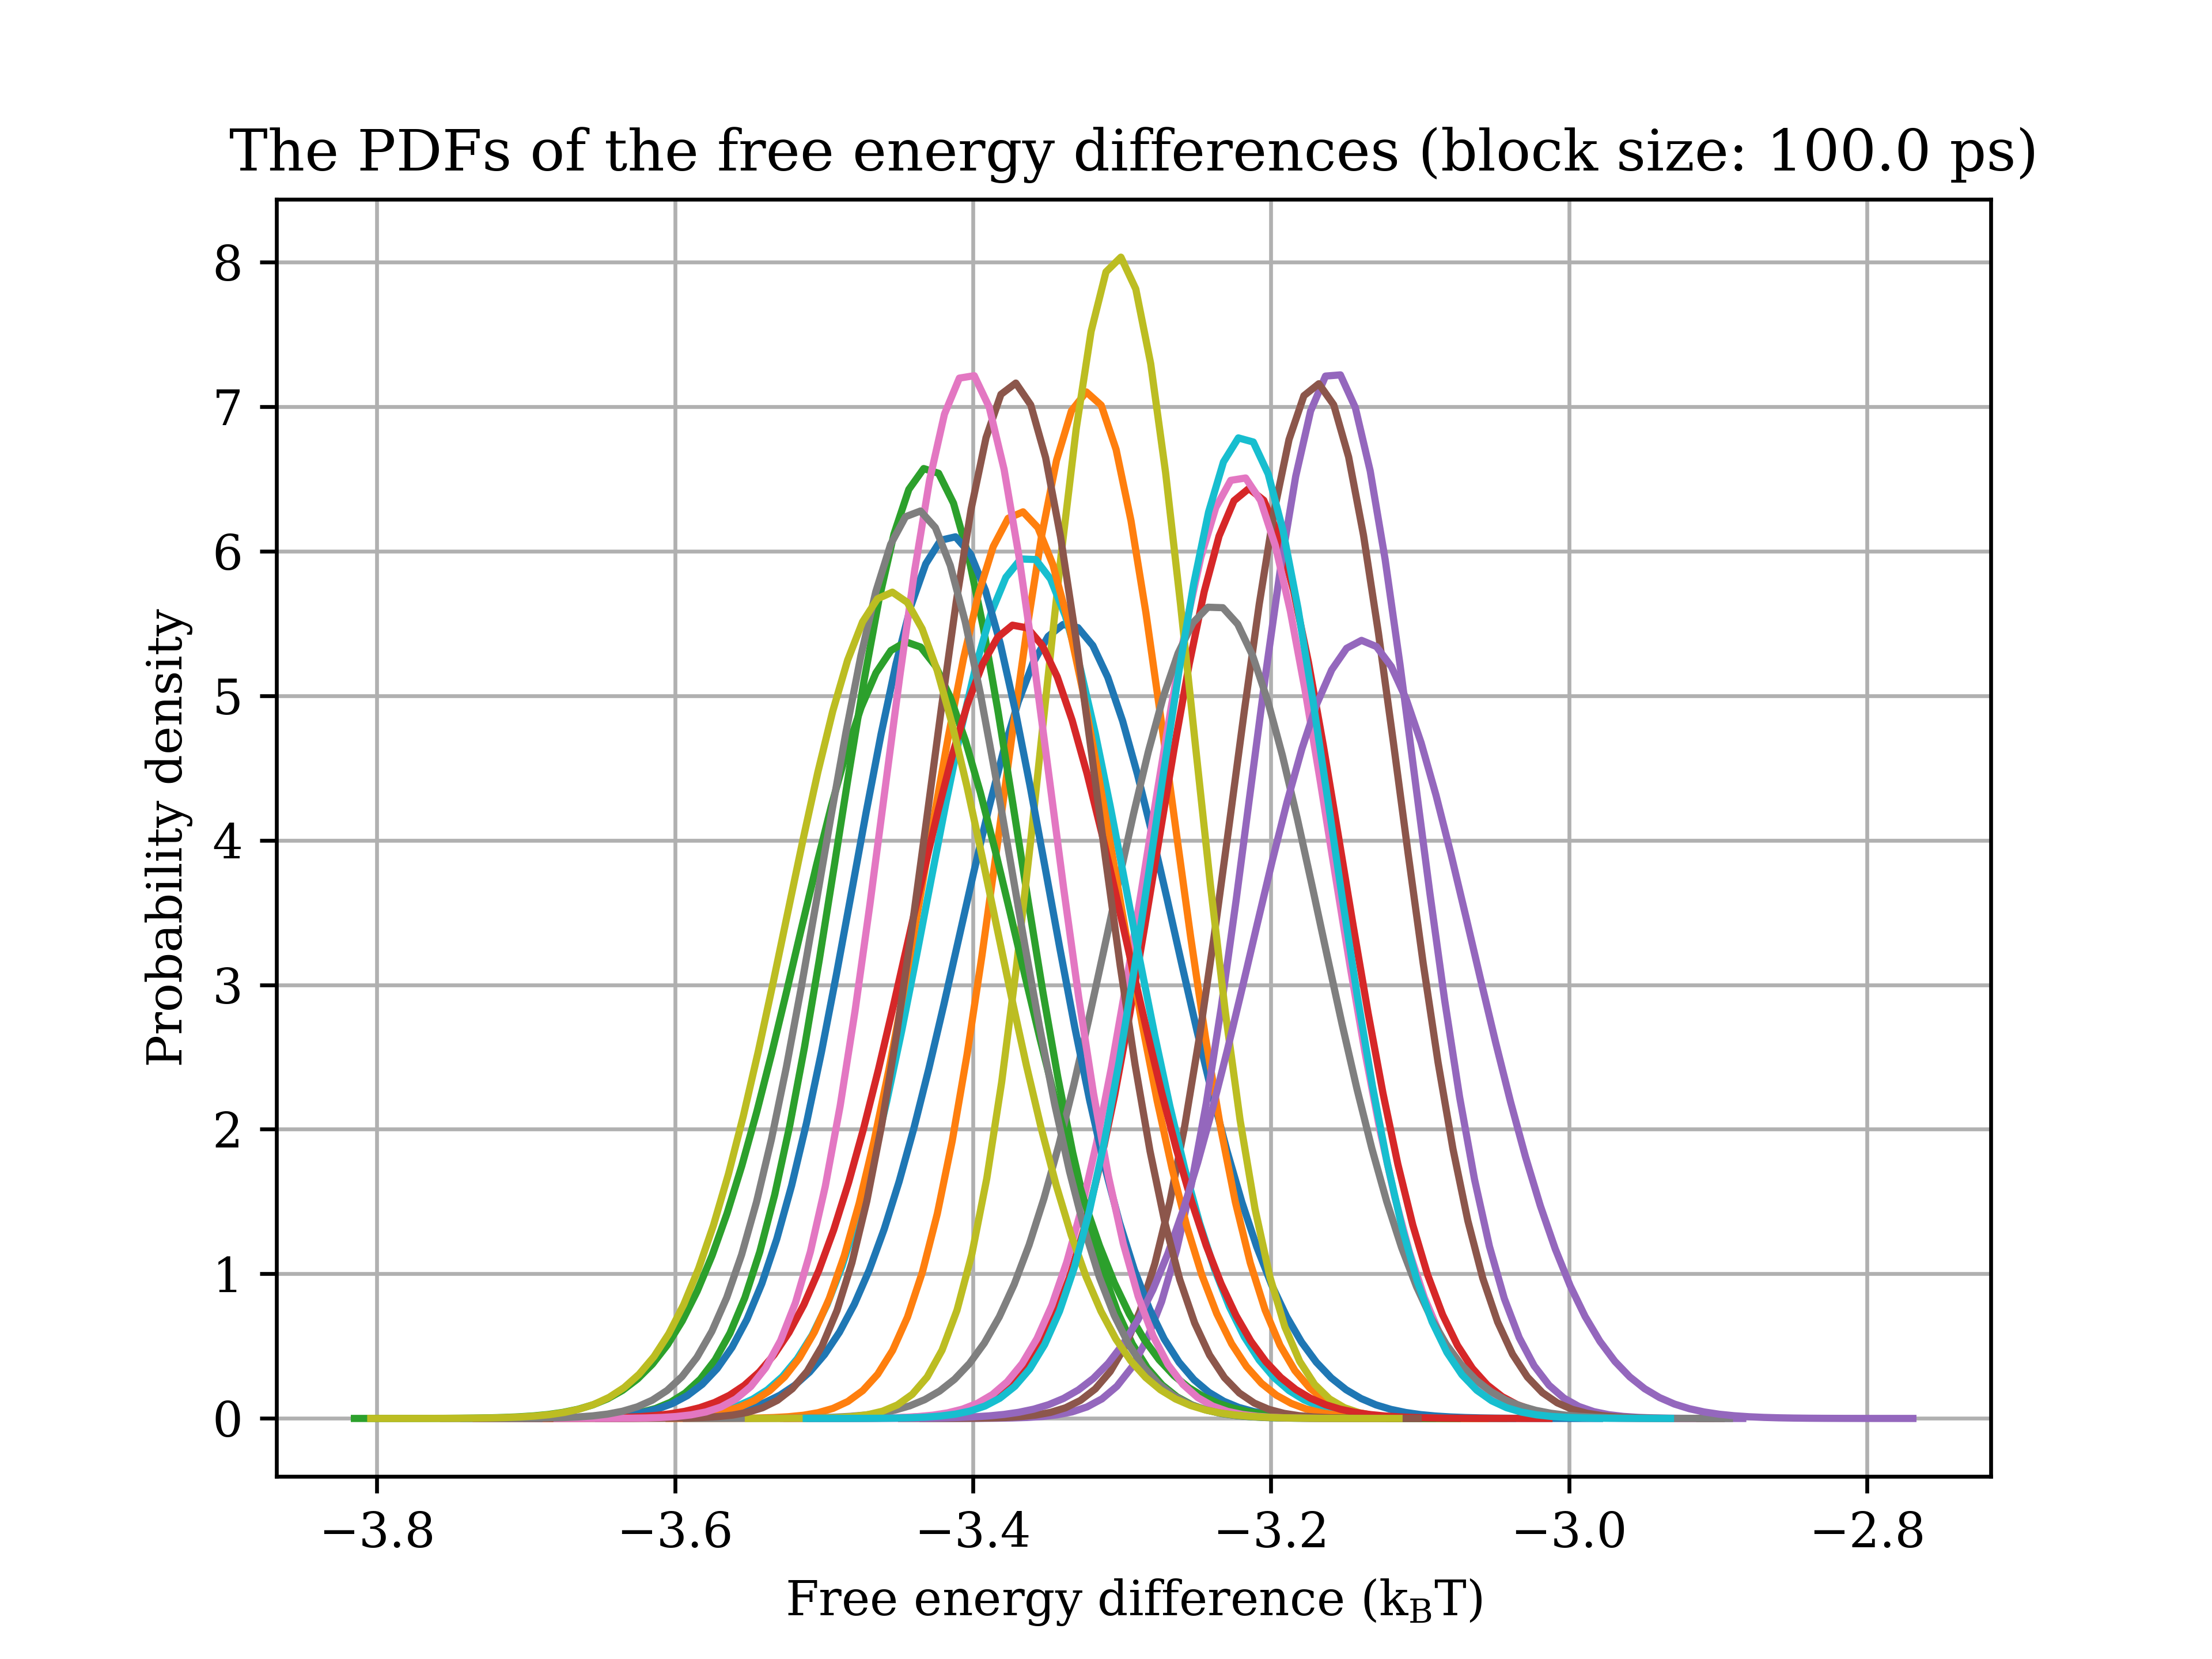 The PDFs of the free energy differences (block size: 100.0 ps)
8
7
6
5
4
3
2
1
0
Probability density
−3.8 −3.6 −3.4 −3.2 −3.0 −2.8
Free energy difference (k_BT)